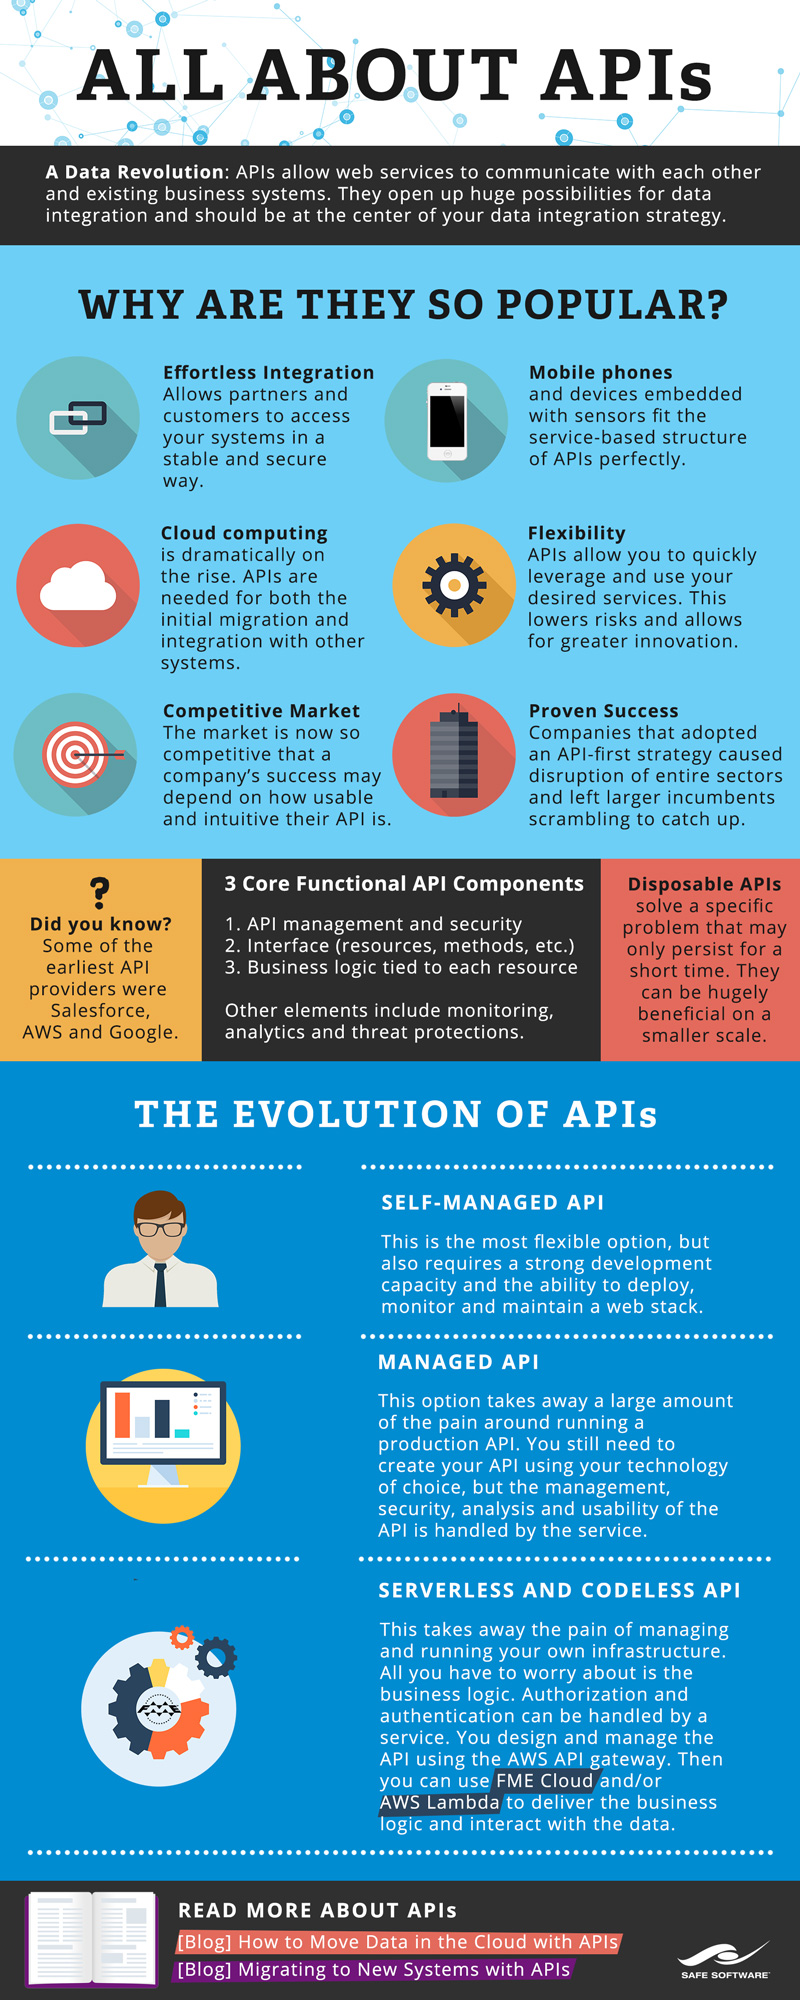 ALL ABOUT APIs
A Data Revolution: APIs allow web services to communicate with each other
and existing business systems. They open up huge possibilities for data
integration and should be at the center of your data integration strategy.
WHY ARE THEY SO POPULAR?
Effortless Integration
Allows partners and
customers to access
your systems in a
stable and secure
way.
Mobile phones
and devices embedded
with sensors fit the
service-based structure
of APIs perfectly.
Cloud computing
is dramatically on
the rise. APIs are
needed for both the
initial migration and
integration with other
systems.
Flexibility
APIs allow you to quickly
leverage and use your
desired services. This
lowers risks and allows
for greater innovation.
Competitive Market
The market is now so
competitive that a
company's success may
depend on how usable
and intuitive their API is.
Proven Success
Companies that adopted
an API-first strategy caused
disruption of entire sectors
and left larger incumbents
scrambling to catch up.
?
Did you know?
Some of the
earliest API
providers were
Salesforce,
AWS and Google.
3 Core Functional API Components
1. API management and security
2. Interface (resources, methods, etc.)
3. Business logic tied to each resource
Other elements include monitoring,
analytics and threat protections.
Disposable APIs
solve a specific
problem that may
only persist for a
short time. They
can be hugely
beneficial on a
smaller scale.
THE EVOLUTION OF APIs
SELF-MANAGED API
This is the most flexible option, but
also requires a strong development
capacity and the ability to deploy,
monitor and maintain a web stack.
MANAGED API
This option takes away a large amount
of the pain around running a
production API. You still need to
create your API using your technology
of choice, but the management,
security, analysis and usability of the
API is handled by the service.
SERVERLESS AND CODELESS API
This takes away the pain of managing
and running your own infrastructure.
All you have to worry about is the
business logic. Authorization and
authentication can be handled by a
service. You design and manage the
API using the AWS API gateway. Then
you can use FME Cloud and/or
AWS Lambda to deliver the business
logic and interact with the data.
FME
READ MORE ABOUT APIs
[Blog] How to Move Data in the Cloud with APIs
[Blog] Migrating to New Systems with APIs
SAFE SOFTWARE